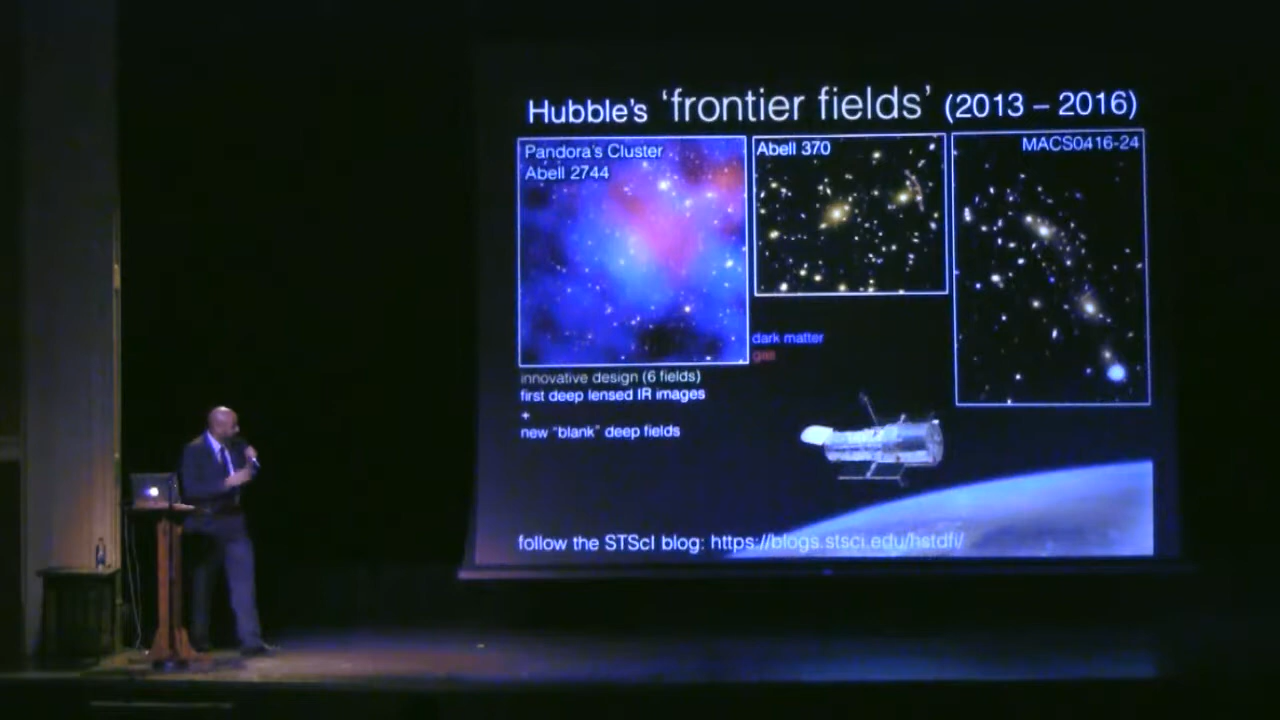 Hubble's 'frontier fields' (2013 – 2016)
Pandora's Cluster
Abell 2744
Abell 370
MACS0416-24
dark matter
gas
innovative design (6 fields)
first deep lensed IR images
+
new "blank" deep fields
follow the STScI blog: https://blogs.stsci.edu/hstdfi/